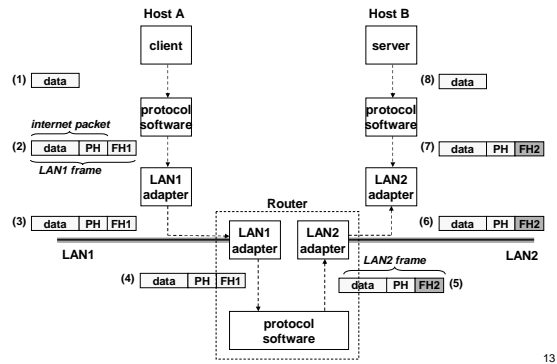 Host A
Host B
client
server
(1) data
(8) data
protocol
software
protocol
software
internet packet
(2) data PH FH1
LAN1 frame
(7) data PH FH2
LAN1
adapter
LAN2
adapter
Router
(3) data PH FH1
(6) data PH FH2
LAN1
adapter
LAN2
adapter
LAN1
LAN2
(4) data PH FH1
LAN2 frame
data PH FH2 (5)
protocol
software
13